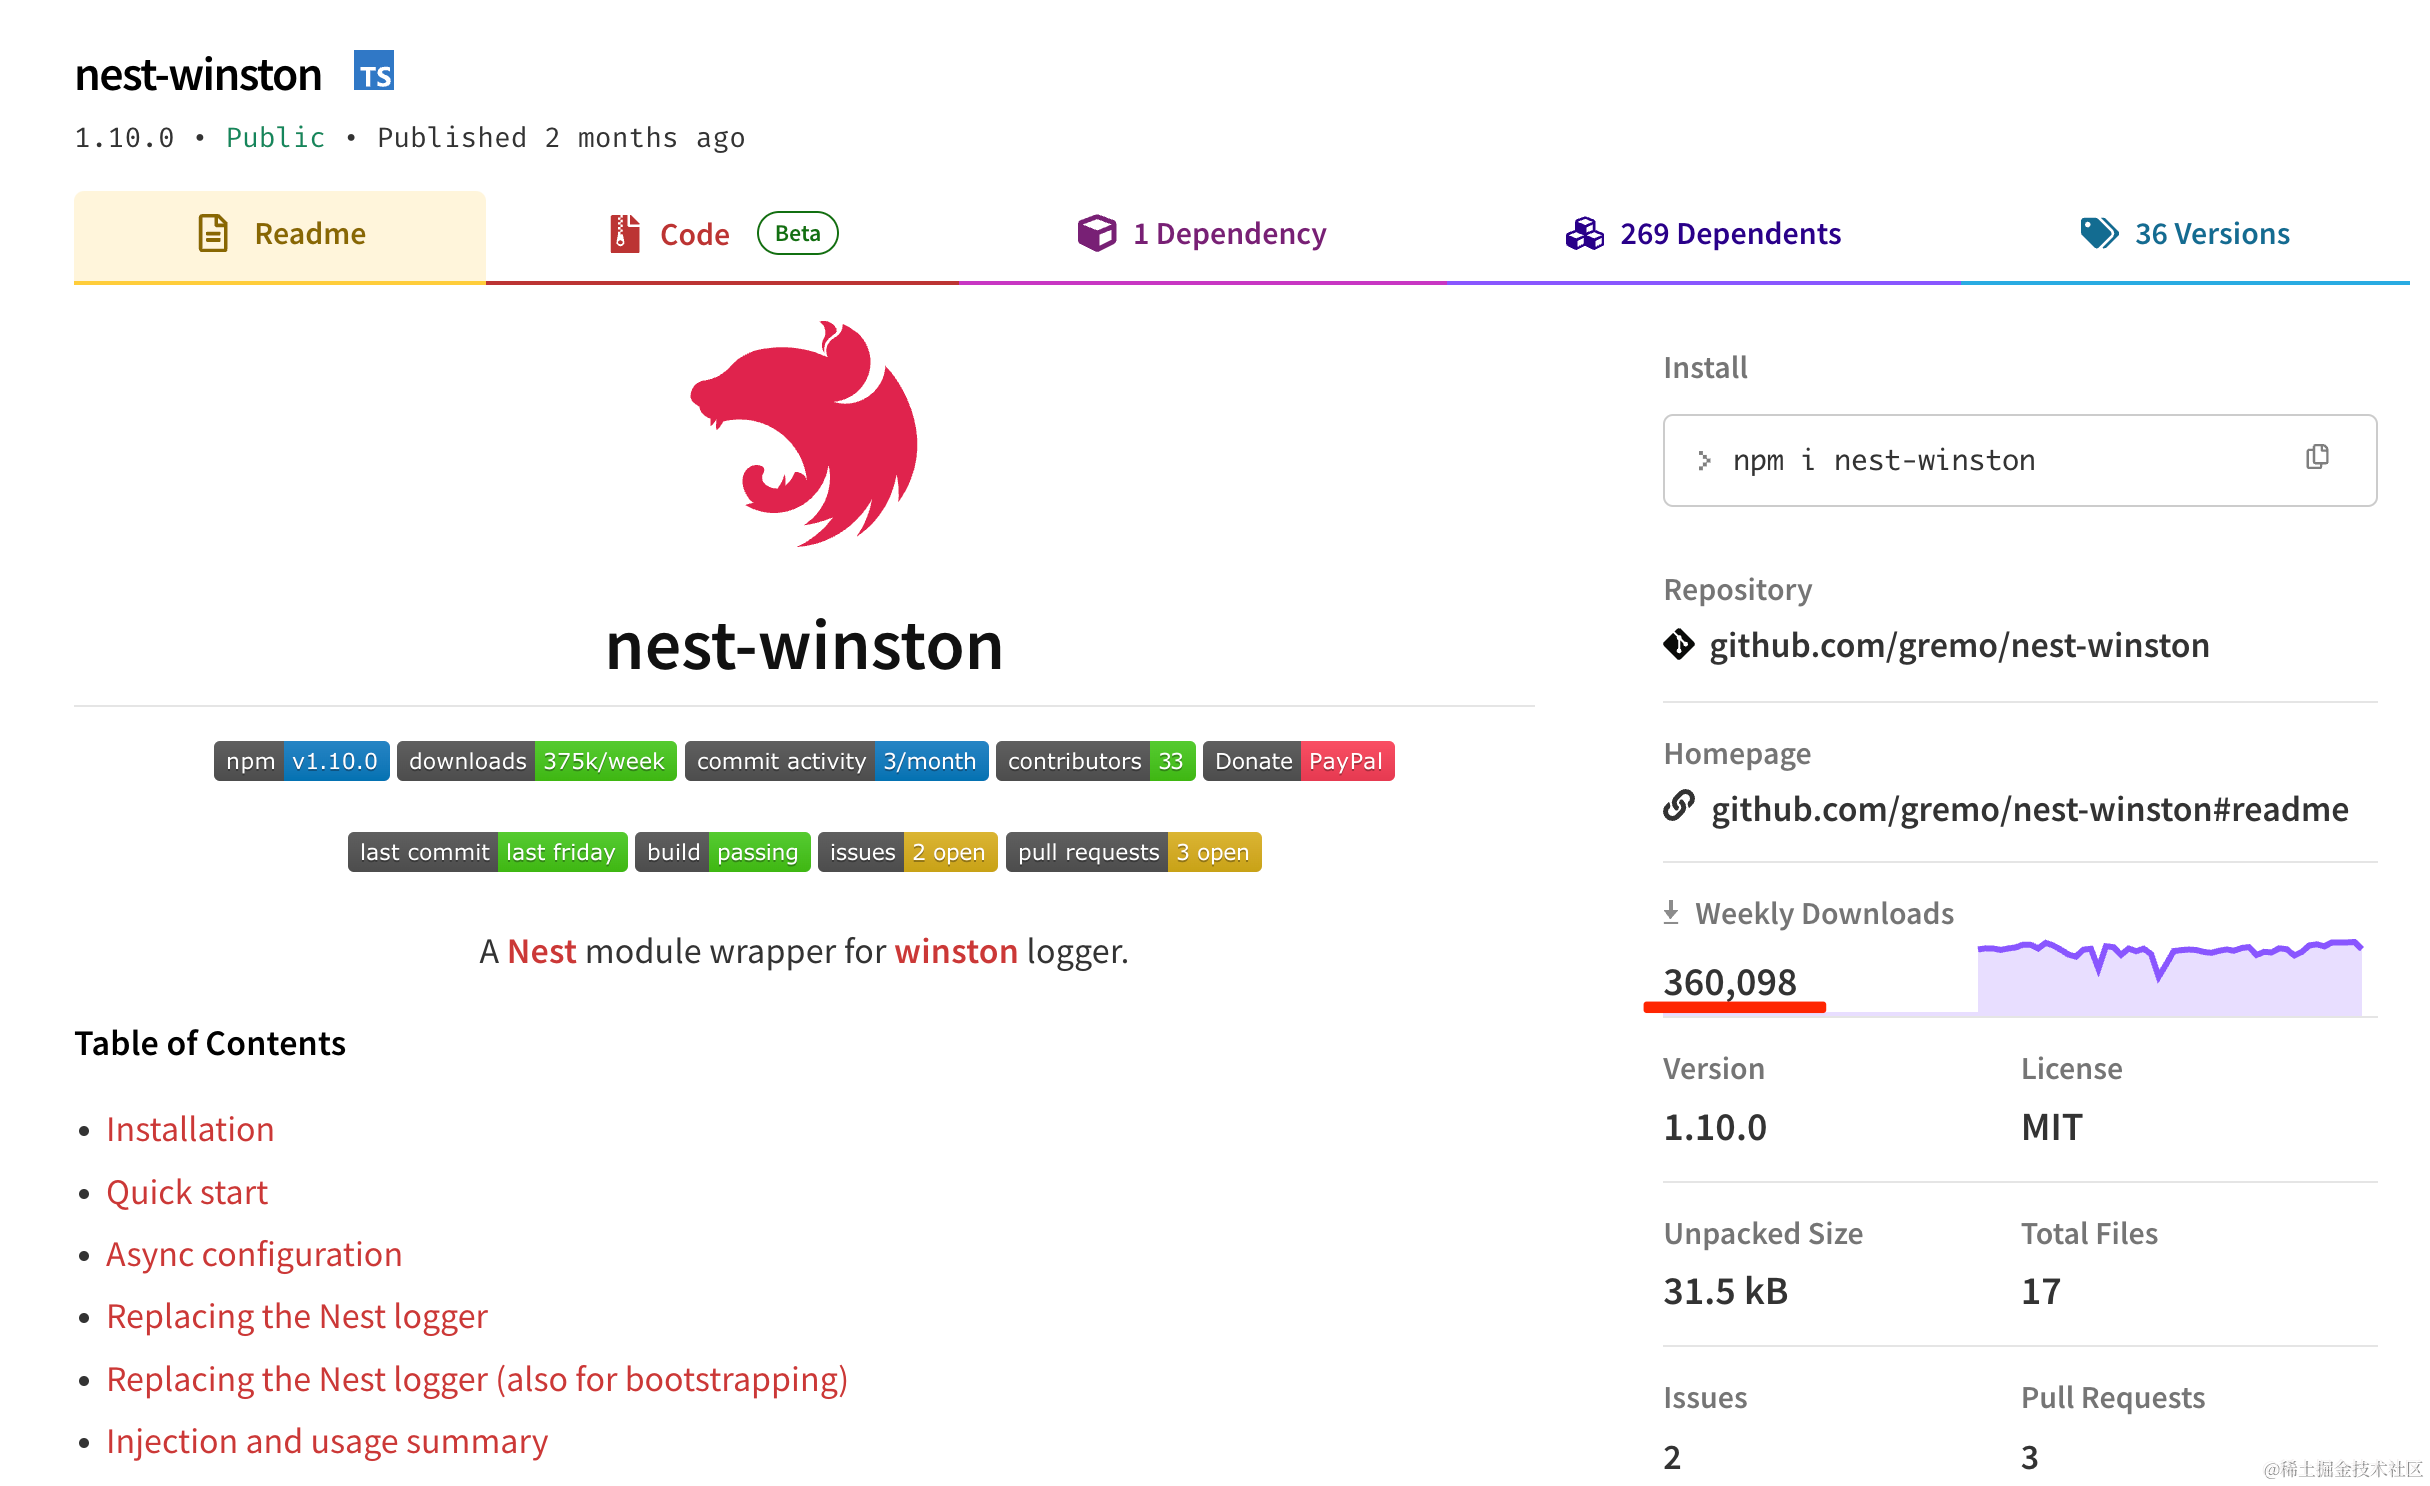 nest-winston TS
1.10.0 • Public • Published 2 months ago
Readme
Code Beta
1 Dependency
269 Dependents
36 Versions
nest-winston
npm v1.10.0 downloads 375k/week commit activity 3/month contributors 33 Donate PayPal
last commit last friday build passing issues 2 open pull requests 3 open
A Nest module wrapper for winston logger.
Table of Contents
• Installation
• Quick start
• Async configuration
• Replacing the Nest logger
• Replacing the Nest logger (also for bootstrapping)
• Injection and usage summary
Install
> npm i nest-winston
Repository
github.com/gremo/nest-winston
Homepage
github.com/gremo/nest-winston#readme
Weekly Downloads
360,098
Version
1.10.0
License
MIT
Unpacked Size
31.5 kB
Total Files
17
Issues
2
Pull Requests
3
@稀土掘金技术社区